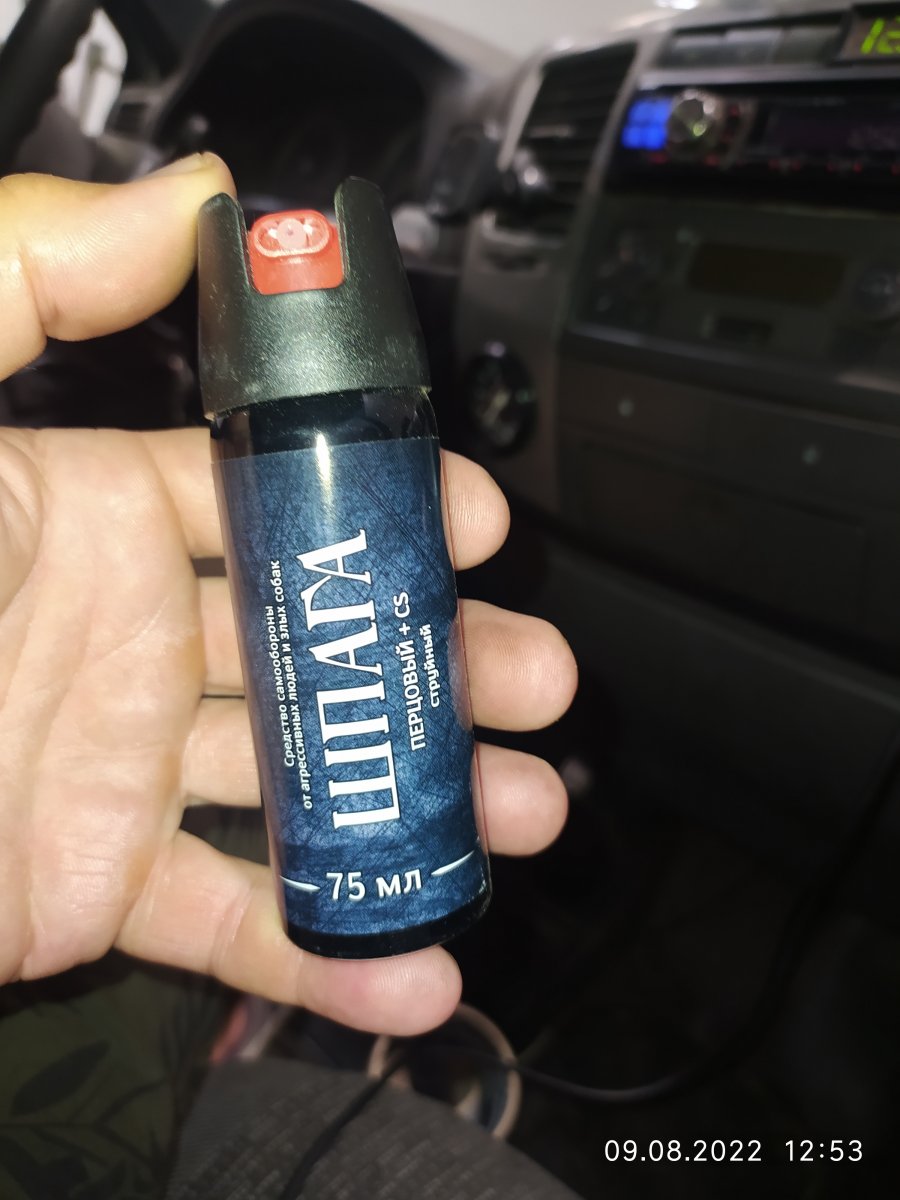 Средство самообороны
от агрессивных людей и злых собак
ШПАГА
ПЕРЦОВЫЙ + CS
струйный
75 мл
09.08.2022 12:53